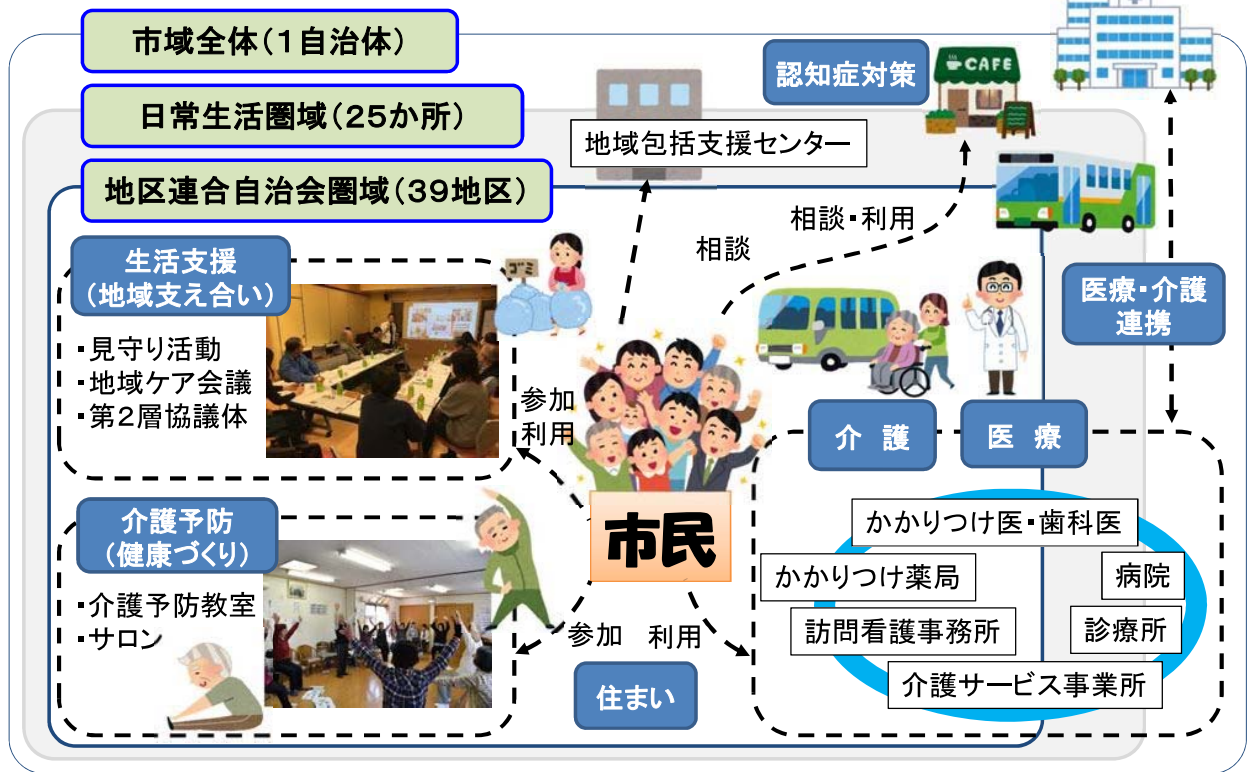 市域全体(1自治体)
日常生活圏域(25か所)
地区連合自治会圏域(39地区)
認知症対策
CAFE
地域包括支援センター
相談・利用
相談
生活支援
(地域支え合い)
・見守り活動
・地域ケア会議
・第2層協議体
ゴミ
参加
利用
医療・介護
連携
介護
医療
市民
介護予防
(健康づくり)
・介護予防教室
・サロン
参加
利用
住まい
かかりつけ医・歯科医
かかりつけ薬局
病院
訪問看護事務所
診療所
介護サービス事業所